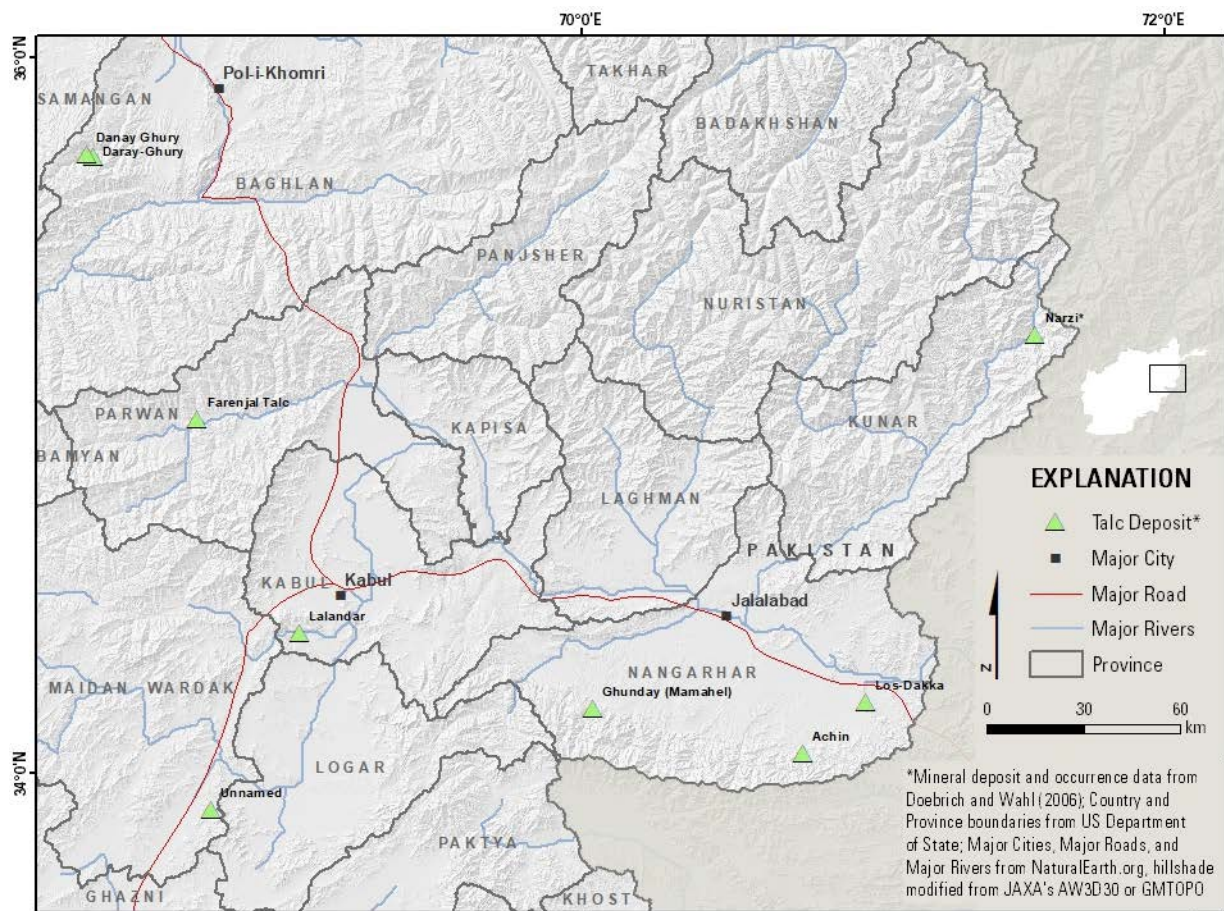 70°0'E
72°0'E
36°N
34°0'N
Pol-i-Khomri
TAKHAR
SAMANGAN
BADAKHSHAN
Danay Ghury
Daray-Ghury
BAGHLAN
PANJSHER
NURISTAN
Narzi*
Farenjal Talc
PARWAN
KAPISA
KUNAR
BAMYAN
LAGHMAN
PAKISTAN
KABUL
Kabul
Jalalabad
Lalandar
NANGARHAR
MAIDAN WARDAK
Ghunday (Mamahel)
Los-Dakka
Achin
LOGAR
Unnamed
PAKTYA
GHAZNI
KHOST
EXPLANATION
Talc Deposit*
Major City
Major Road
Major Rivers
Province
N
0 30 60
km
*Mineral deposit and occurrence data from
Doebrich and Wahl (2006); Country and
Province boundaries from US Department
of State; Major Cities, Major Roads, and
Major Rivers from NaturalEarth.org, hillshade
modified from JAXA's AW3D30 or GMTOPO